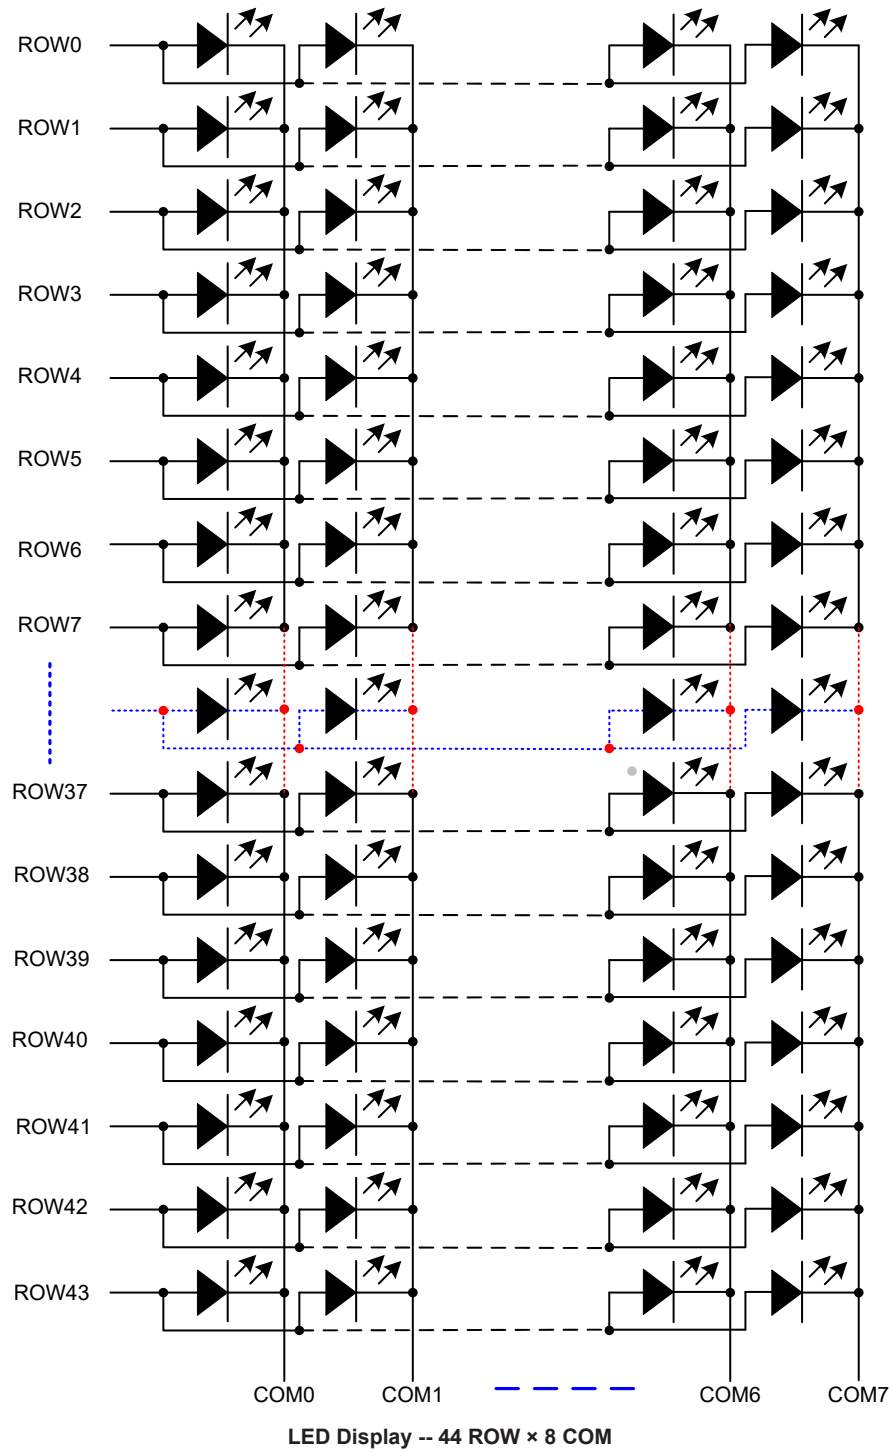 ROW0
ROW1
ROW2
ROW3
ROW4
ROW5
ROW6
ROW7
ROW37
ROW38
ROW39
ROW40
ROW41
ROW42
ROW43
COM0 COM1 COM6 COM7
LED Display -- 44 ROW × 8 COM